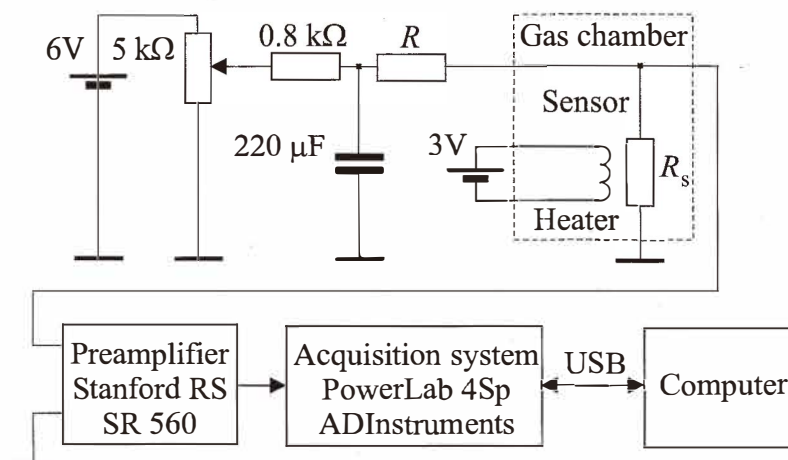 6V
5 kΩ
0.8 kΩ
R
Gas chamber
Sensor
220 µF
3V
Rs
Heater
Preamplifier
Stanford RS
SR 560
Acquisition system
PowerLab 4Sp
ADInstruments
USB
Computer